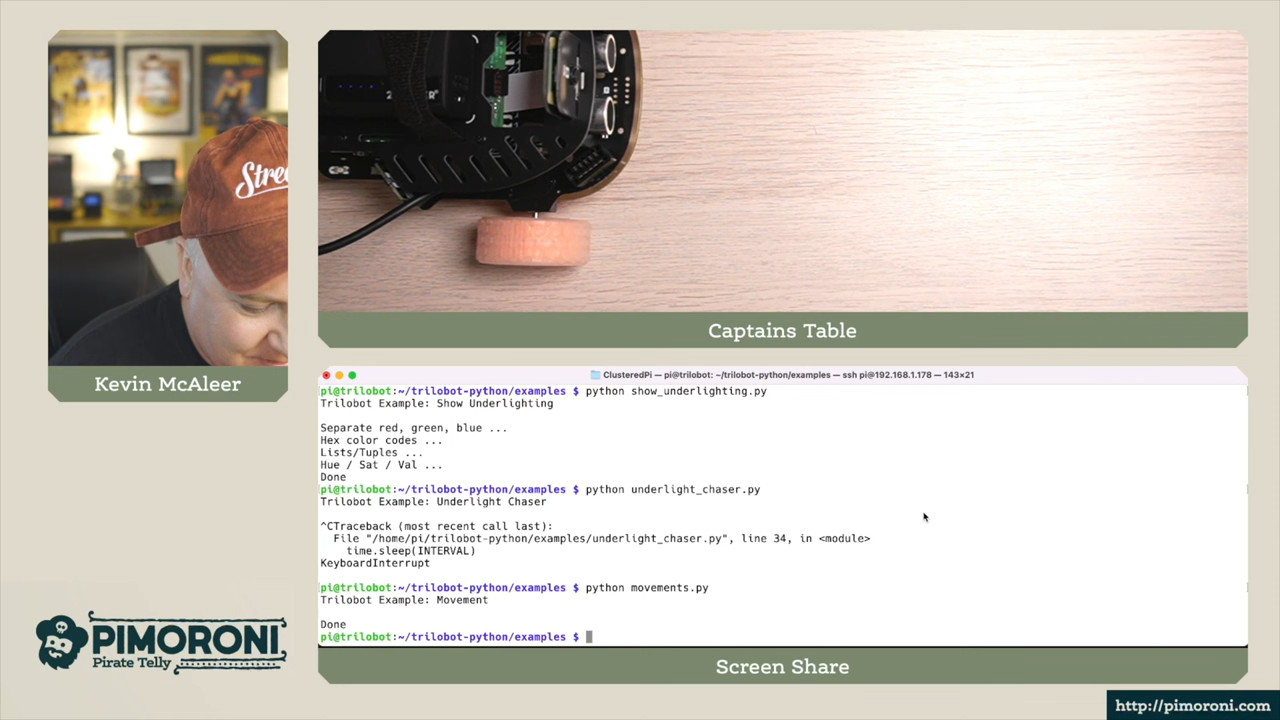 Stree
Kevin McAleer
Captains Table
ClusteredPi — pi@trilobot: ~/trilobot-python/examples — ssh pi@192.168.1.178 — 143×21
pi@trilobot:~/trilobot-python/examples $ python show_underlighting.py
Trilobot Example: Show Underlighting
Separate red, green, blue ...
Hex color codes ...
Lists/Tuples ...
Hue / Sat / Val ...
Done
pi@trilobot:~/trilobot-python/examples $ python underlight_chaser.py
Trilobot Example: Underlight Chaser
^CTraceback (most recent call last):
File "/home/pi/trilobot-python/examples/underlight_chaser.py", line 34, in <module>
time.sleep(INTERVAL)
KeyboardInterrupt
pi@trilobot:~/trilobot-python/examples $ python movements.py
Trilobot Example: Movement
Done
pi@trilobot:~/trilobot-python/examples $
Screen Share
PIMORONI
Pirate Telly
http://pimoroni.com